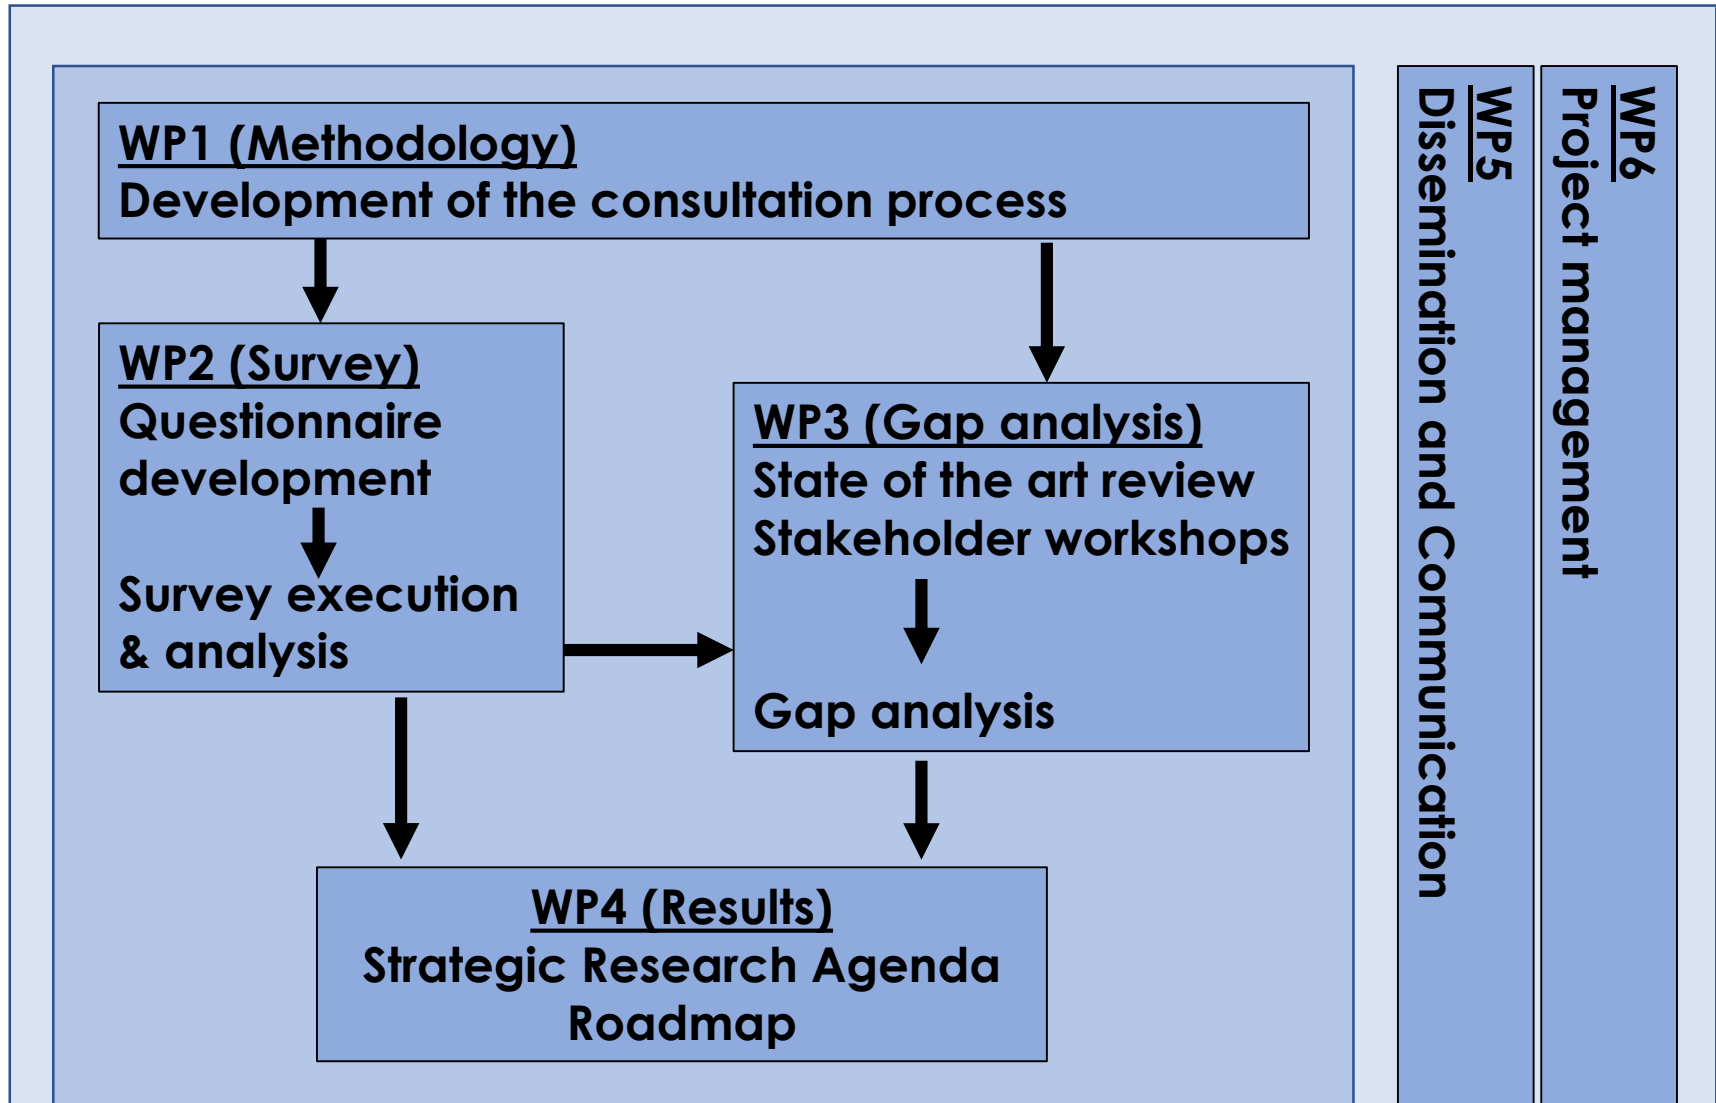 WP1 (Methodology)
Development of the consultation process
WP2 (Survey)
Questionnaire
development
Survey execution
& analysis
WP3 (Gap analysis)
State of the art review
Stakeholder workshops
Gap analysis
WP4 (Results)
Strategic Research Agenda
Roadmap
WP5
Dissemination and Communication
WP6
Project management